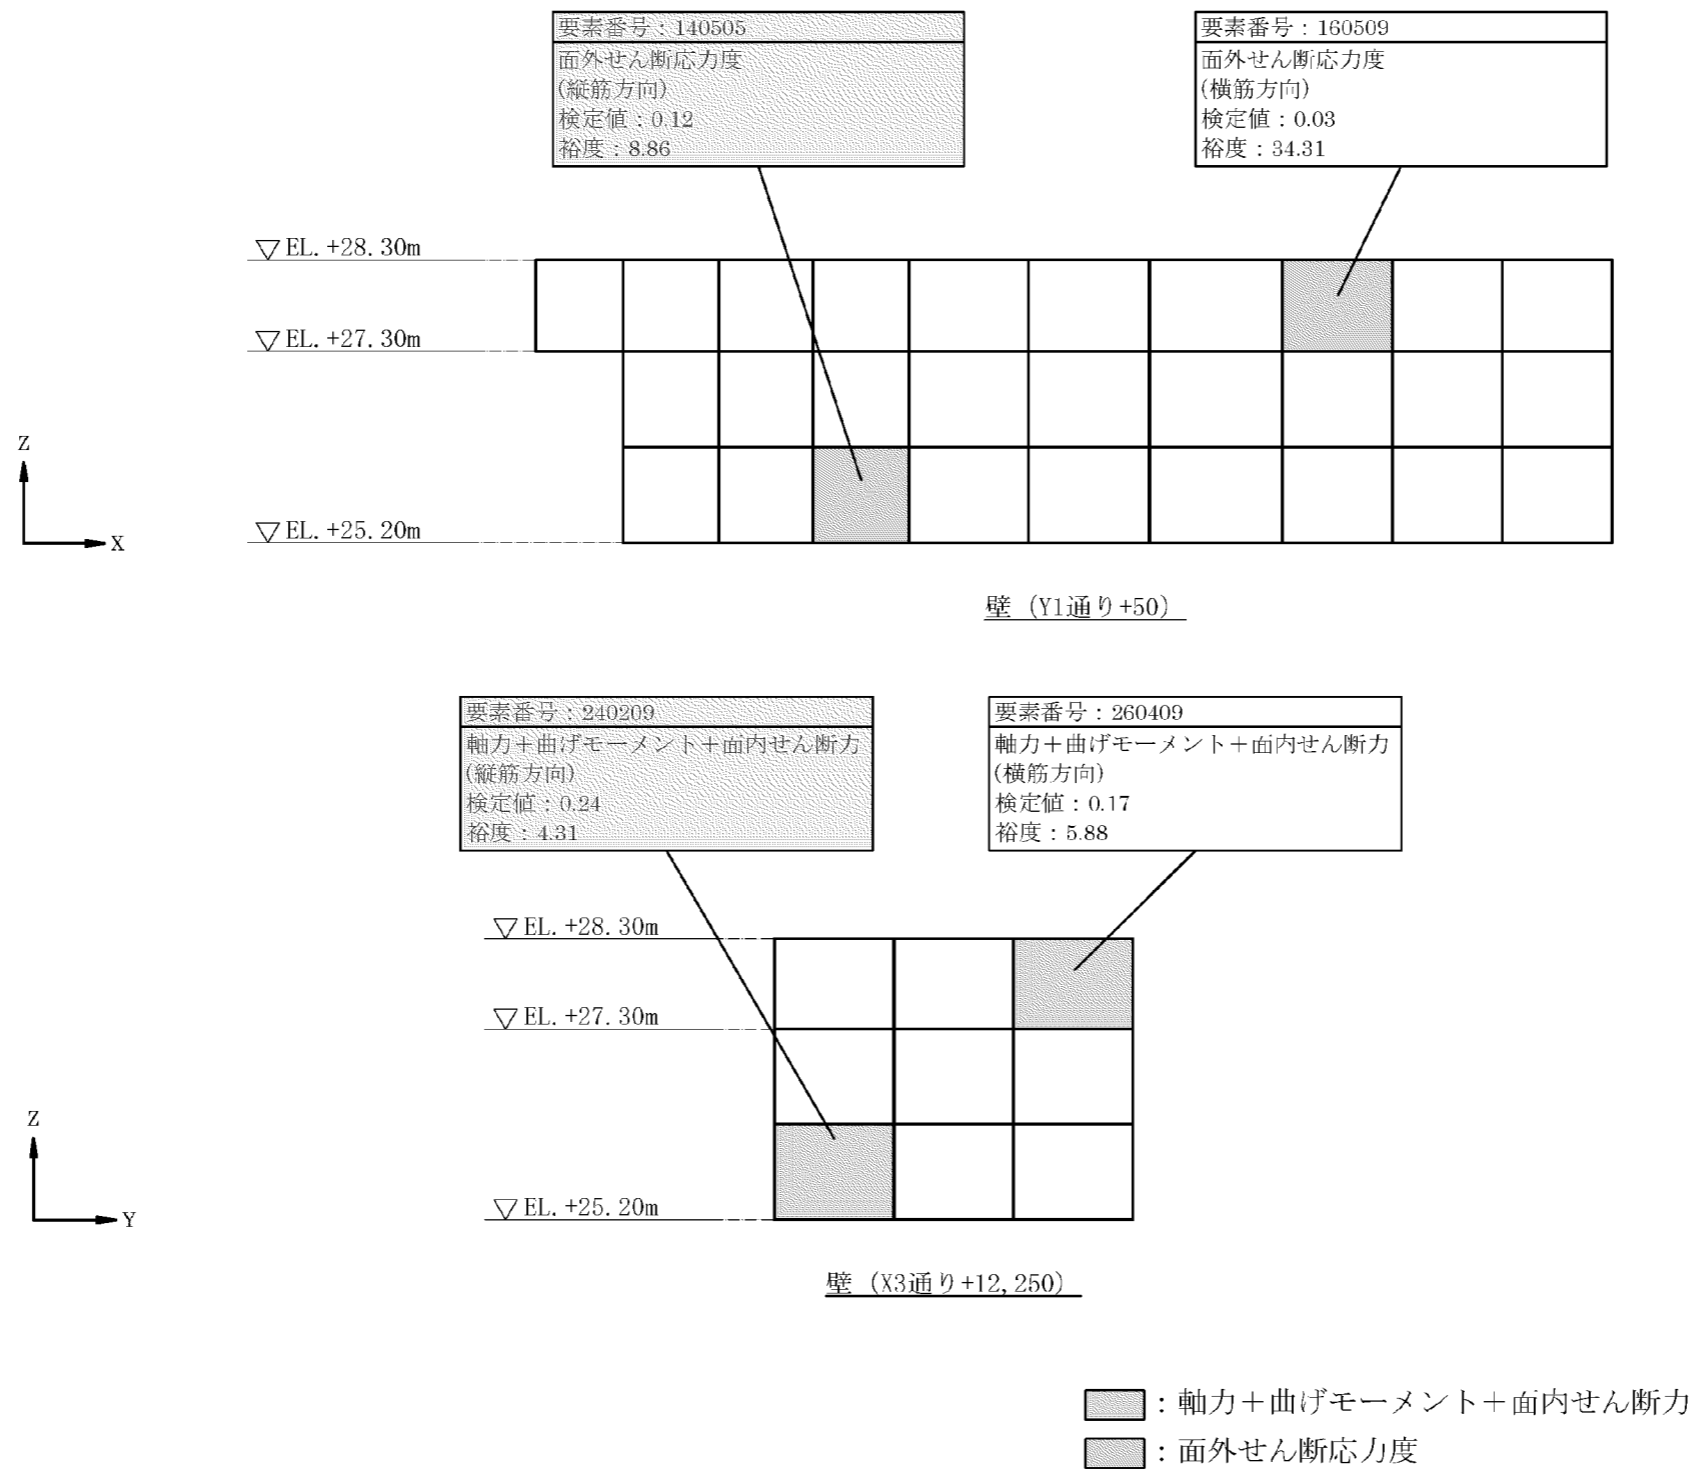 要素番号：140505
面外せん断応力度
(縦筋方向)
検定値：0.12
裕度：8.86
要素番号：160509
面外せん断応力度
(横筋方向)
検定値：0.03
裕度：34.31
▽EL. +28.30m
▽EL. +27.30m
▽EL. +25.20m
Z
X
壁 (Y1通り+50)
要素番号：240209
軸力＋曲げモーメント＋面内せん断力
(縦筋方向)
検定値：0.24
裕度：4.31
要素番号：260409
軸力＋曲げモーメント＋面内せん断力
(横筋方向)
検定値：0.17
裕度：5.88
▽EL. +28.30m
▽EL. +27.30m
▽EL. +25.20m
Z
Y
壁 (X3通り+12,250)
：軸力＋曲げモーメント＋面内せん断力
：面外せん断応力度